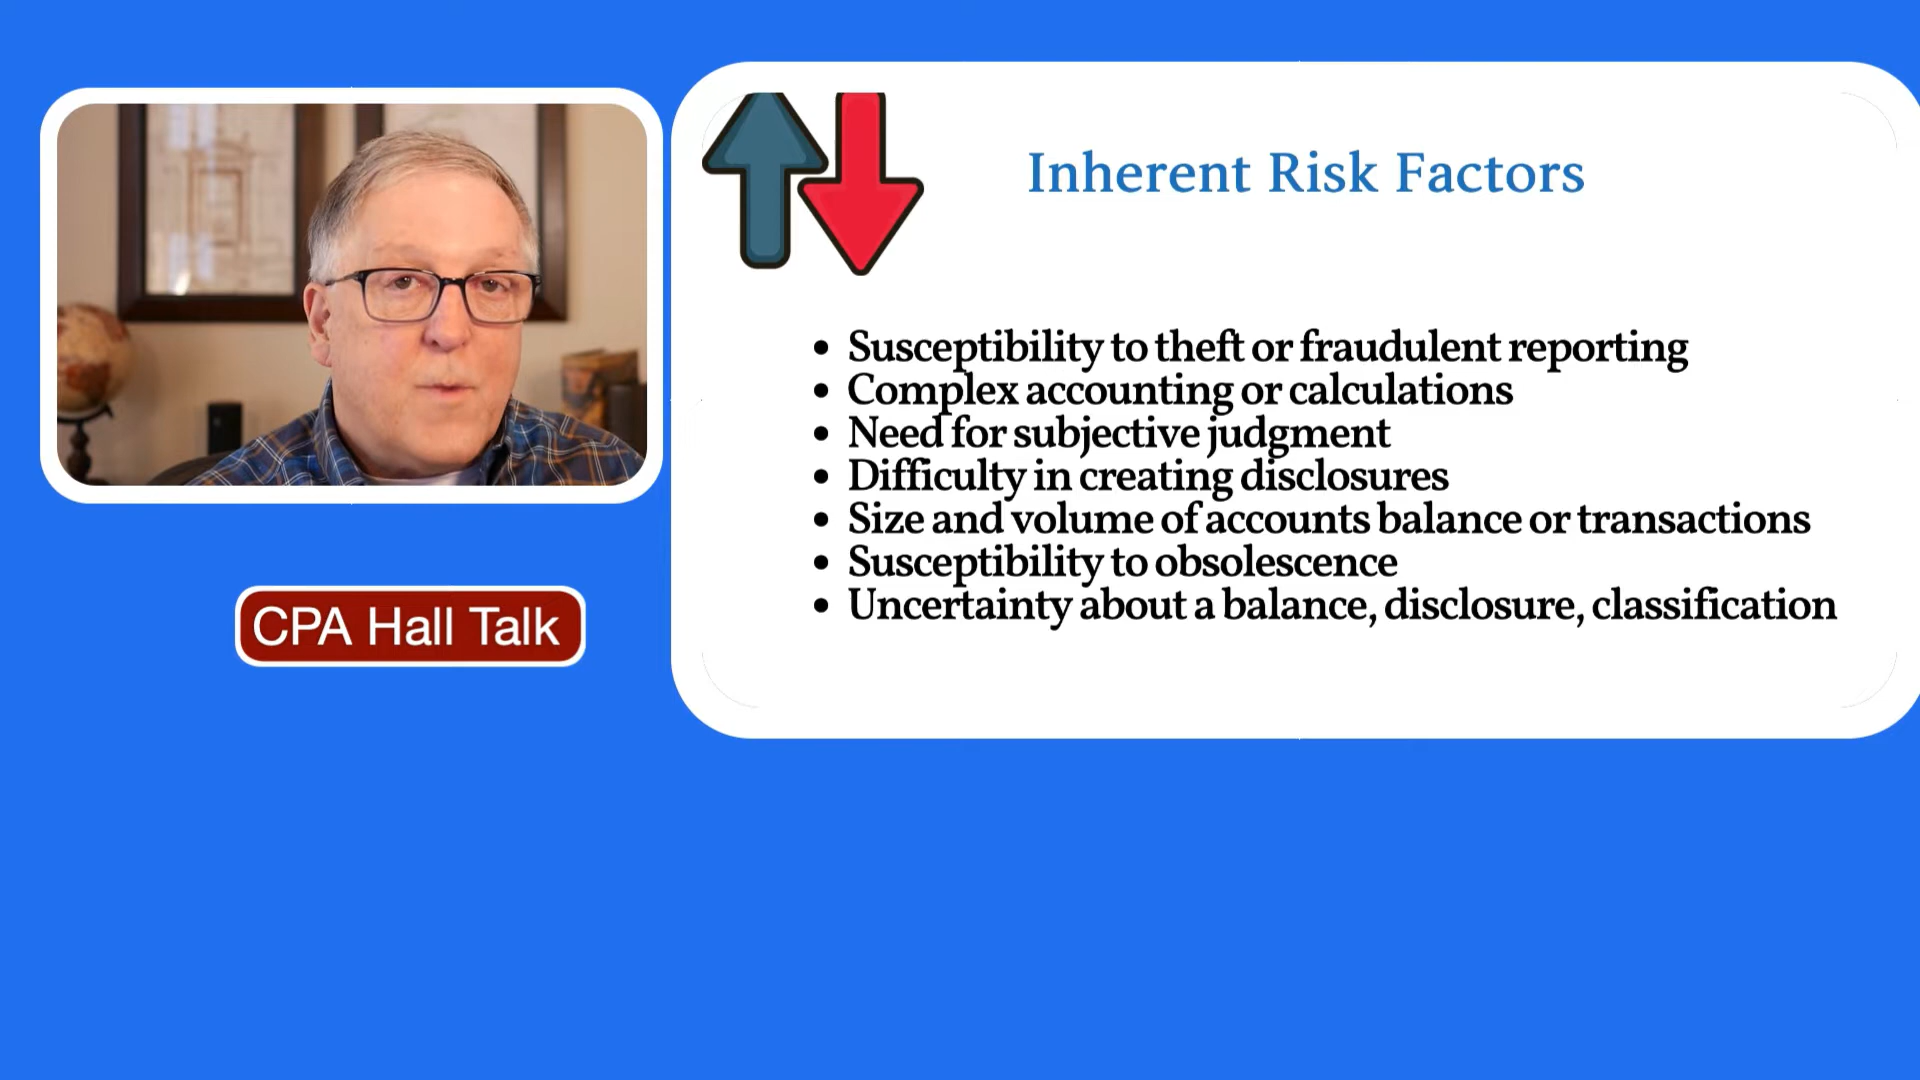 Inherent Risk Factors
• Susceptibility to theft or fraudulent reporting
• Complex accounting or calculations
• Need for subjective judgment
• Difficulty in creating disclosures
• Size and volume of accounts balance or transactions
• Susceptibility to obsolescence
• Uncertainty about a balance, disclosure, classification
CPA Hall Talk